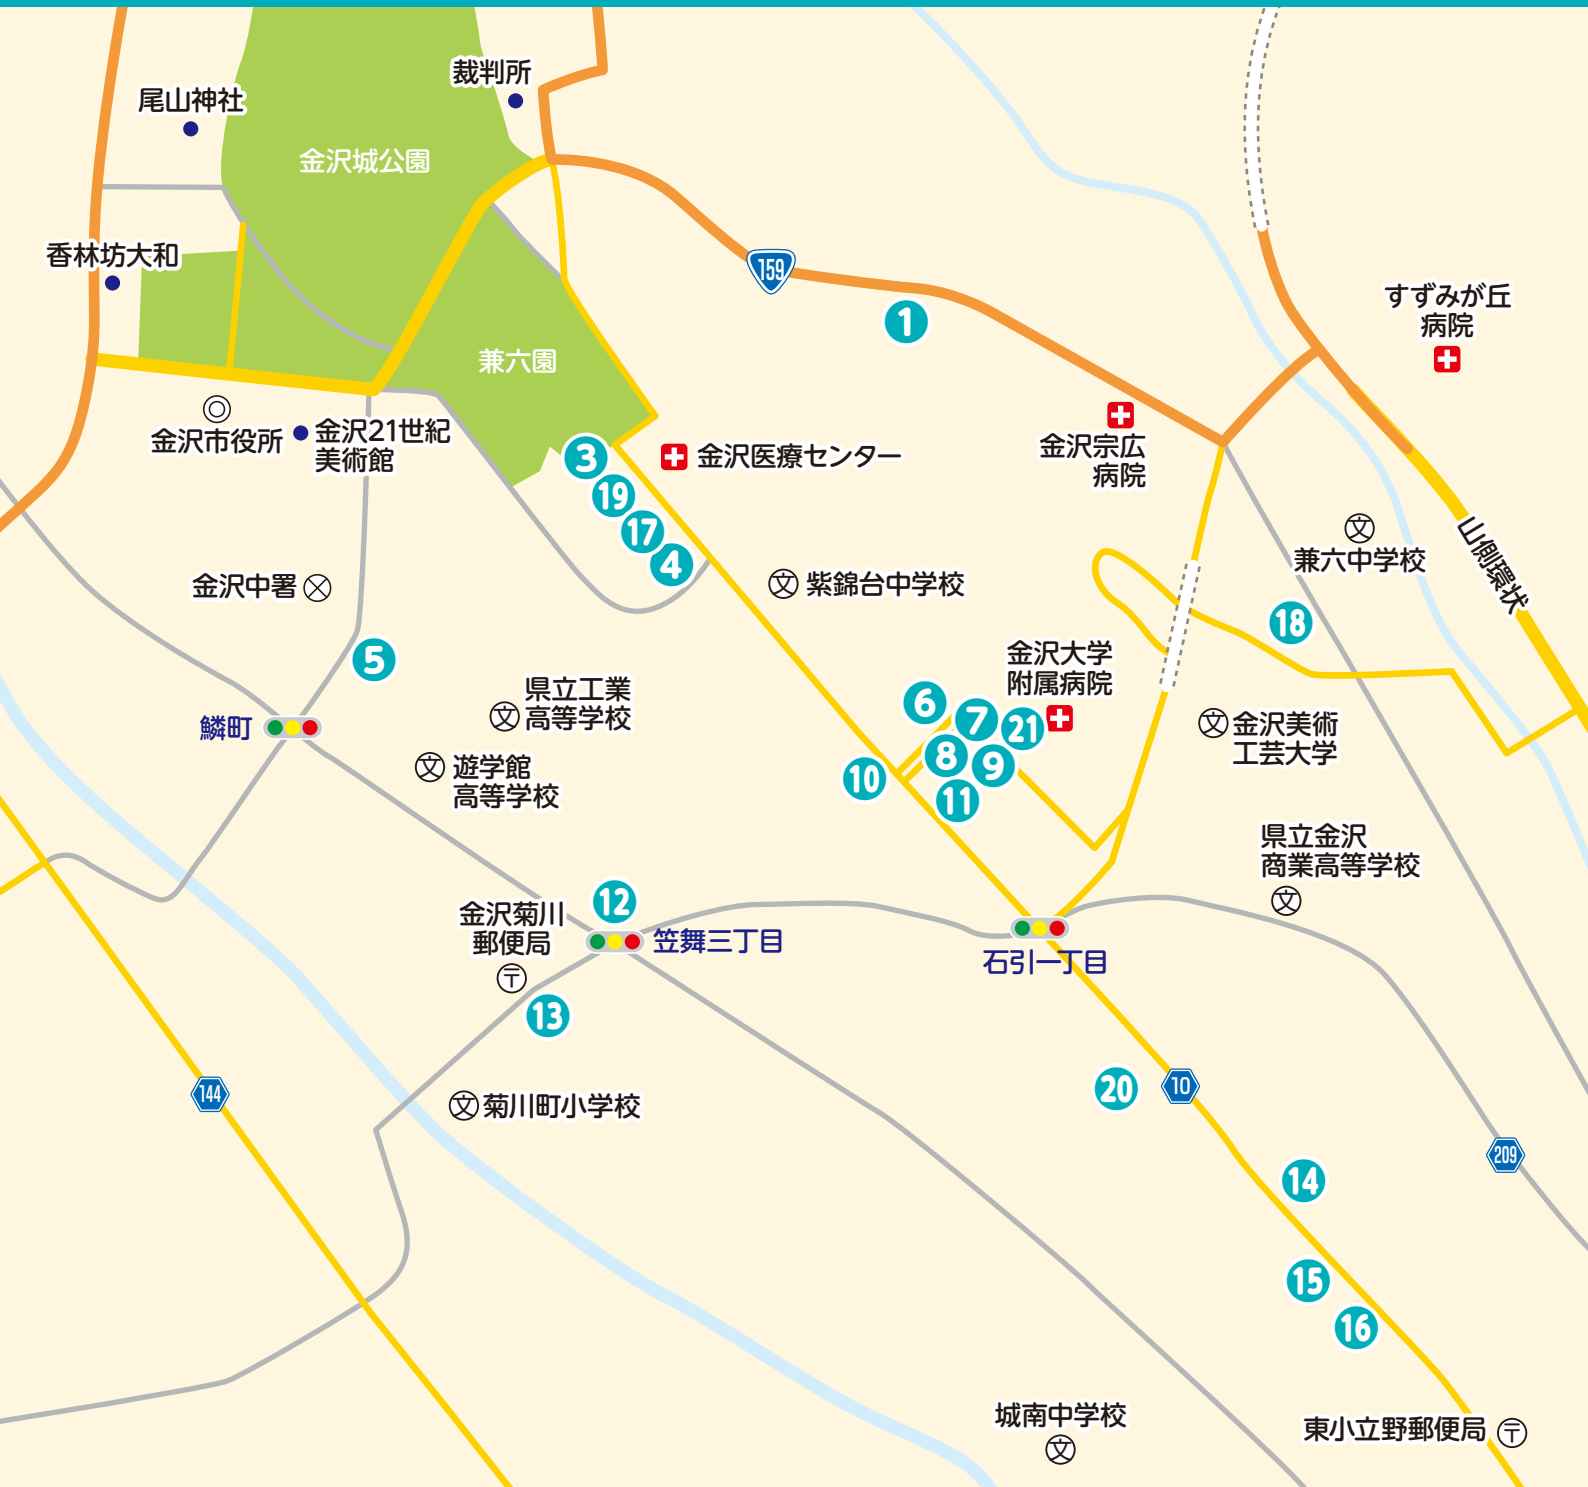 裁判所
尾山神社
金沢城公園
香林坊大和
159
すずみが丘
病院
1
兼六園
金沢市役所
金沢21世紀
美術館
3
金沢医療センター
金沢宗広
病院
19
17
4
文
兼六中学校
山側環状
金沢中署
文
紫錦台中学校
18
5
金沢大学
附属病院
県立工業
高等学校
文
6
7
21
文
金沢美術
工芸大学
鱗町
文
遊学館
高等学校
8
9
10
11
県立金沢
商業高等学校
文
12
金沢菊川
郵便局
〒
笠舞三丁目
石引一丁目
13
144
文
菊川町小学校
20
10
209
14
15
16
城南中学校
文
東小立野郵便局
〒